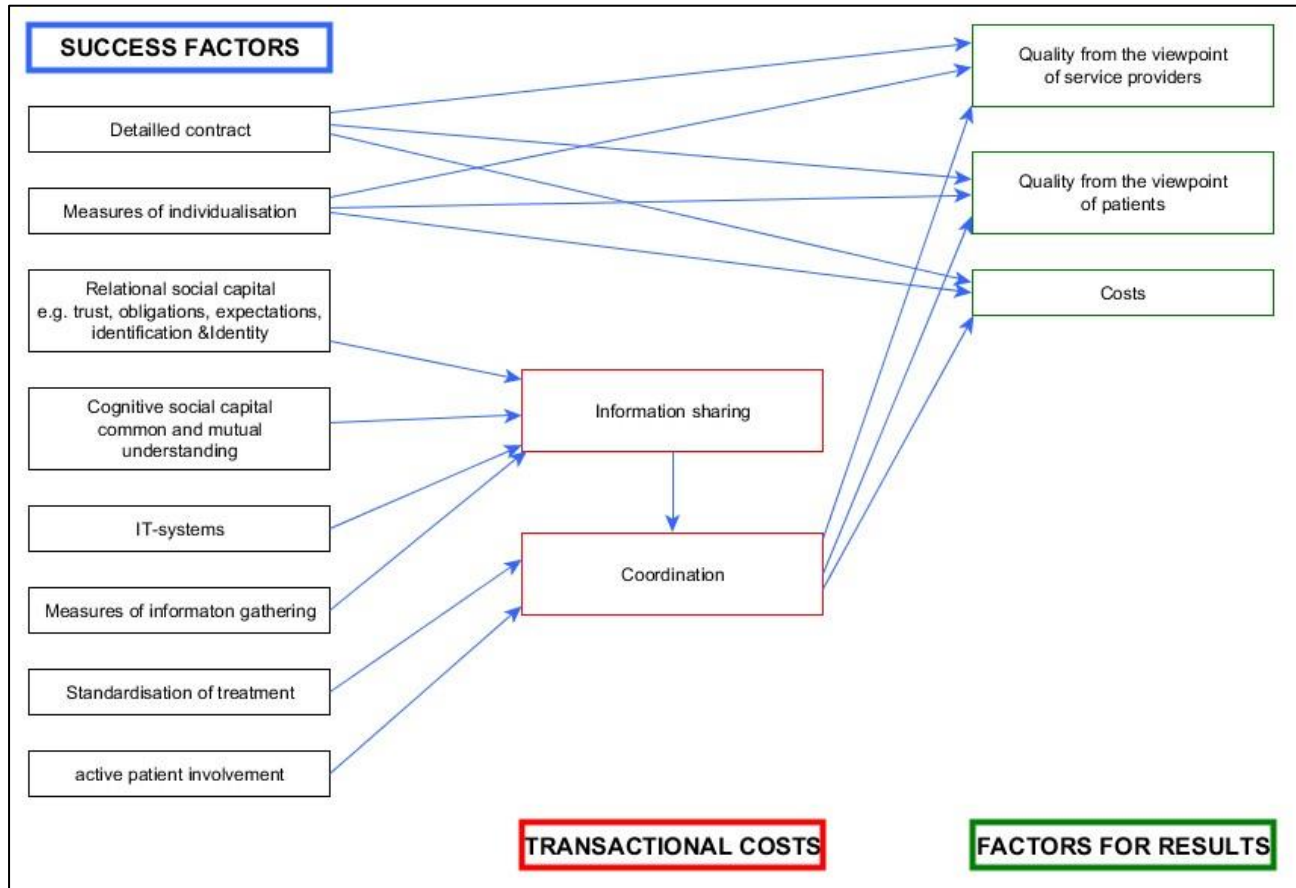 SUCCESS FACTORS
Detailled contract
Measures of individualisation
Relational social capital
e.g. trust, obligations, expectations,
identification &Identity
Cognitive social capital
common and mutual
understanding
IT-systems
Measures of informaton gathering
Standardisation of treatment
active patient involvement
Information sharing
Coordination
TRANSACTIONAL COSTS
Quality from the viewpoint
of service providers
Quality from the viewpoint
of patients
Costs
FACTORS FOR RESULTS